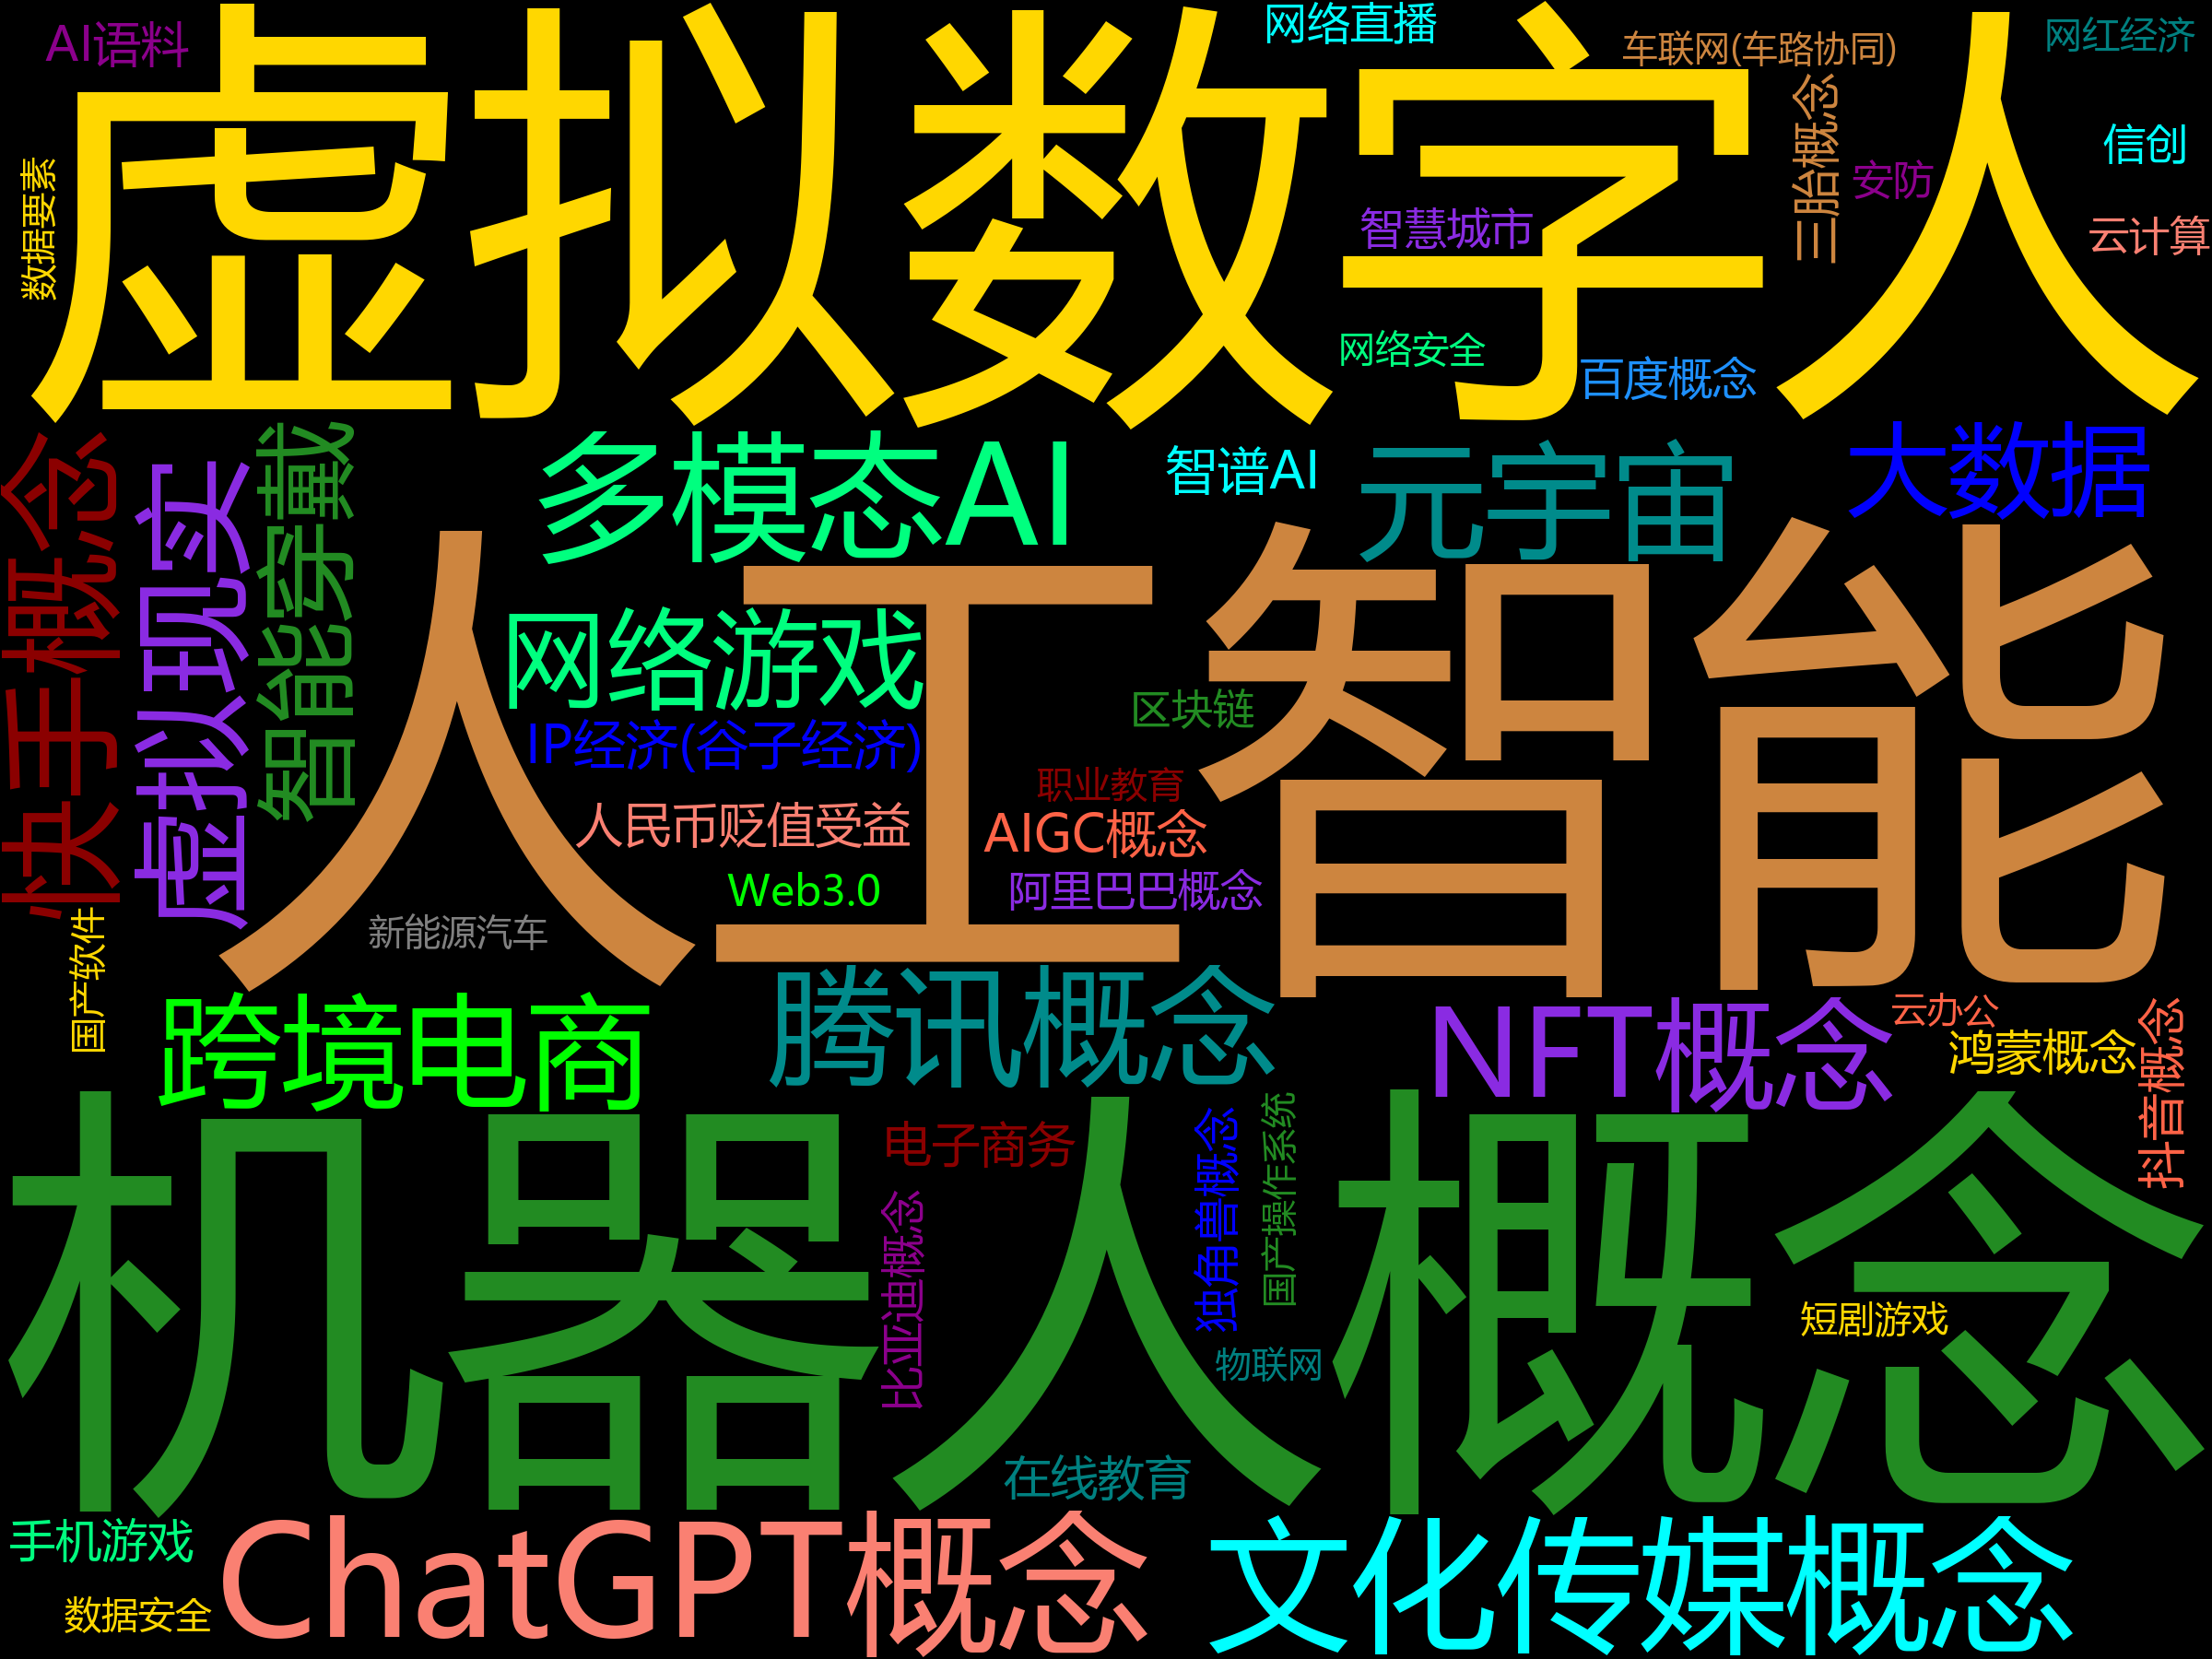 AI语料
网络直播
车联网(车路协同)
网红经济
虚拟数字人
数据要素
三胎概念
信创
安防
智慧城市
云计算
网络安全
百度概念
快手概念
虚拟现实
智能穿戴
多模态AI
智谱AI
元宇宙
大数据
人工智能
网络游戏
区块链
IP经济(谷子经济)
职业教育
人民币贬值受益
AIGC概念
Web3.0
阿里巴巴概念
新能源汽车
国产软件
跨境电商
腾讯概念
NFT概念
云办公
鸿蒙概念
抖音概念
机器人概念
电子商务
比亚迪概念
独角兽概念
国产操作系统
短剧游戏
物联网
在线教育
手机游戏
ChatGPT概念
文化传媒概念
数据安全